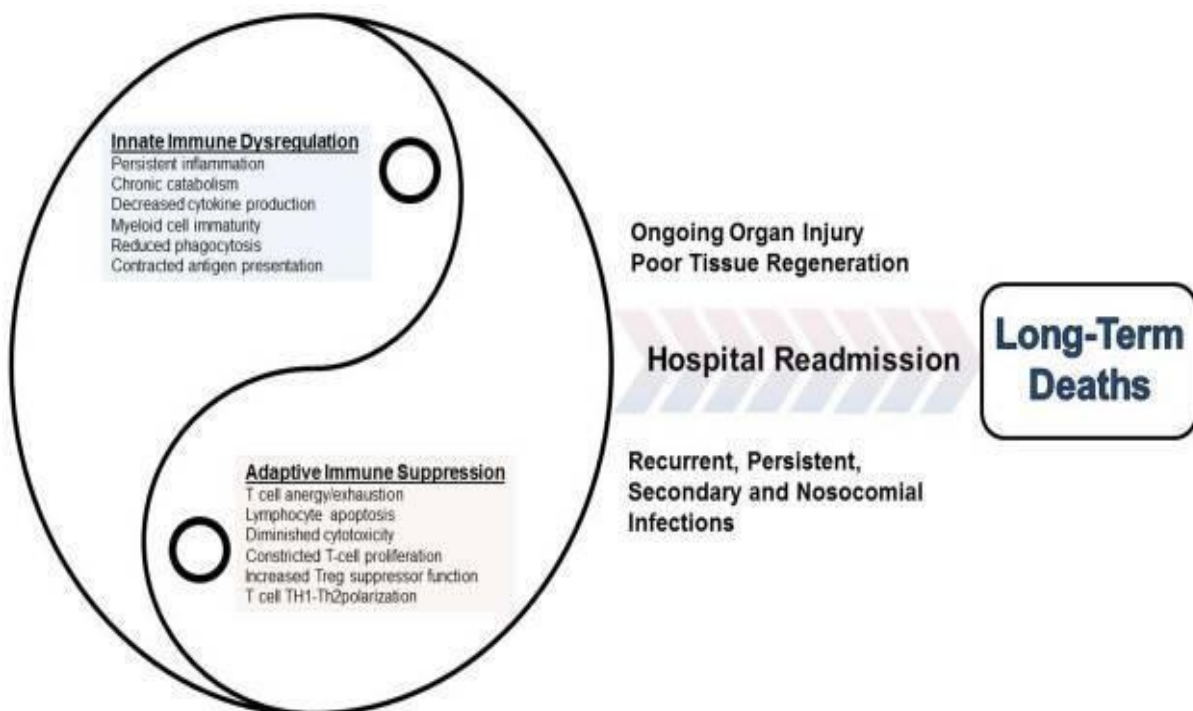 Innate Immune Dysregulation
Persistent inflammation
Chronic catabolism
Decreased cytokine production
Myeloid cell immaturity
Reduced phagocytosis
Contracted antigen presentation
Adaptive Immune Suppression
T cell anergy/exhaustion
Lymphocyte apoptosis
Diminished cytotoxicity
Constricted T-cell proliferation
Increased Treg suppressor function
T cell TH1-Th2polarization
Ongoing Organ Injury
Poor Tissue Regeneration
Hospital Readmission
Recurrent, Persistent,
Secondary and Nosocomial
Infections
Long-Term
Deaths